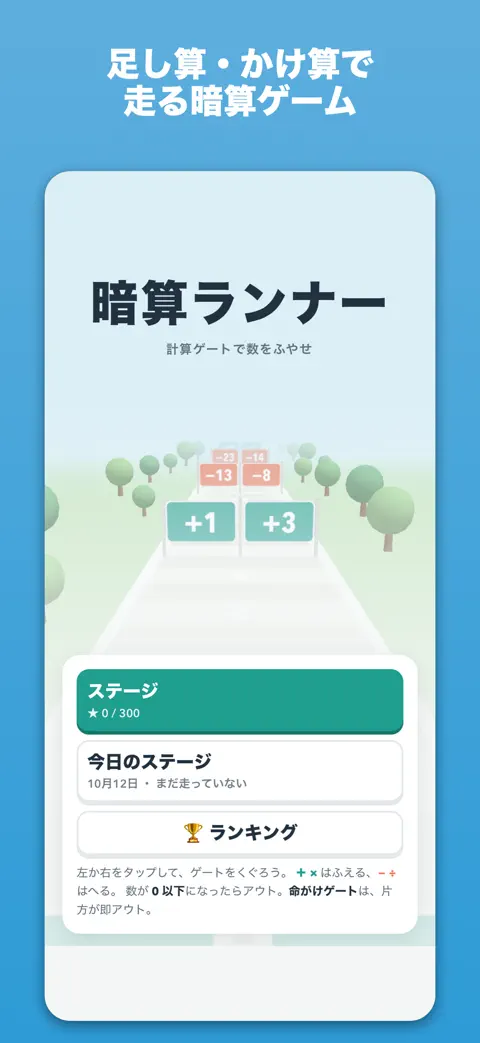 足し算・かけ算で
走る暗算ゲーム
暗算ランナー
計算ゲートで数をふやせ
−23 −14
−13 −8
+1 +3
ステージ
★ 0 / 300
今日のステージ
10月12日 ・ まだ走っていない
🏆 ランキング
左か右をタップして、ゲートをくぐろう。 + × はふえる、− ÷
はへる。 数が 0 以下になったらアウト。命がけゲートは、片
方が即アウト。